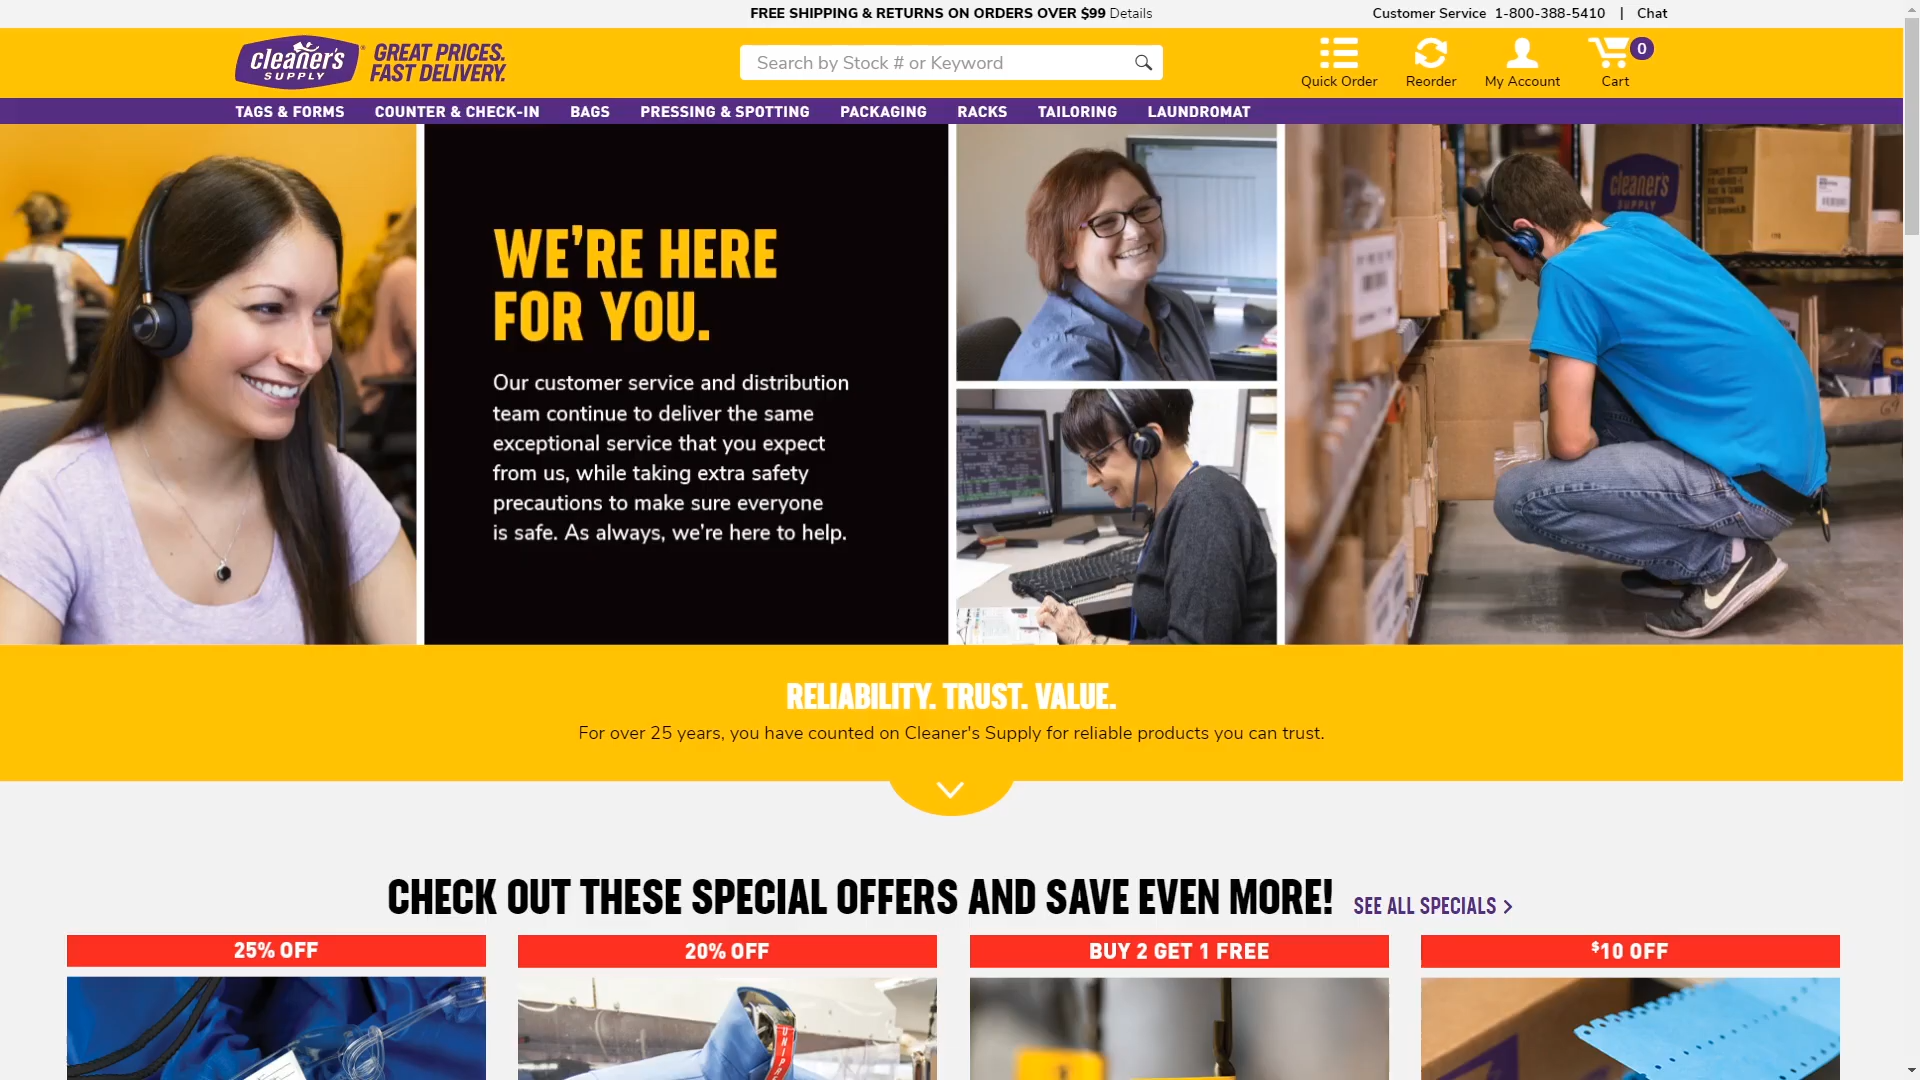 FREE SHIPPING & RETURNS ON ORDERS OVER $99 Details
Customer Service 1-800-388-5410 | Chat
cleaner's SUPPLY
GREAT PRICES.
FAST DELIVERY.
Search by Stock # or Keyword
Quick Order
Reorder
My Account
0
Cart
TAGS & FORMS
COUNTER & CHECK-IN
BAGS
PRESSING & SPOTTING
PACKAGING
RACKS
TAILORING
LAUNDROMAT
WE'RE HERE
FOR YOU.
Our customer service and distribution
team continue to deliver the same
exceptional service that you expect
from us, while taking extra safety
precautions to make sure everyone
is safe. As always, we're here to help.
cleaner's
SUPPLY
RELIABILITY. TRUST. VALUE.
For over 25 years, you have counted on Cleaner's Supply for reliable products you can trust.
CHECK OUT THESE SPECIAL OFFERS AND SAVE EVEN MORE!
SEE ALL SPECIALS >
25% OFF
20% OFF
BUY 2 GET 1 FREE
$10 OFF